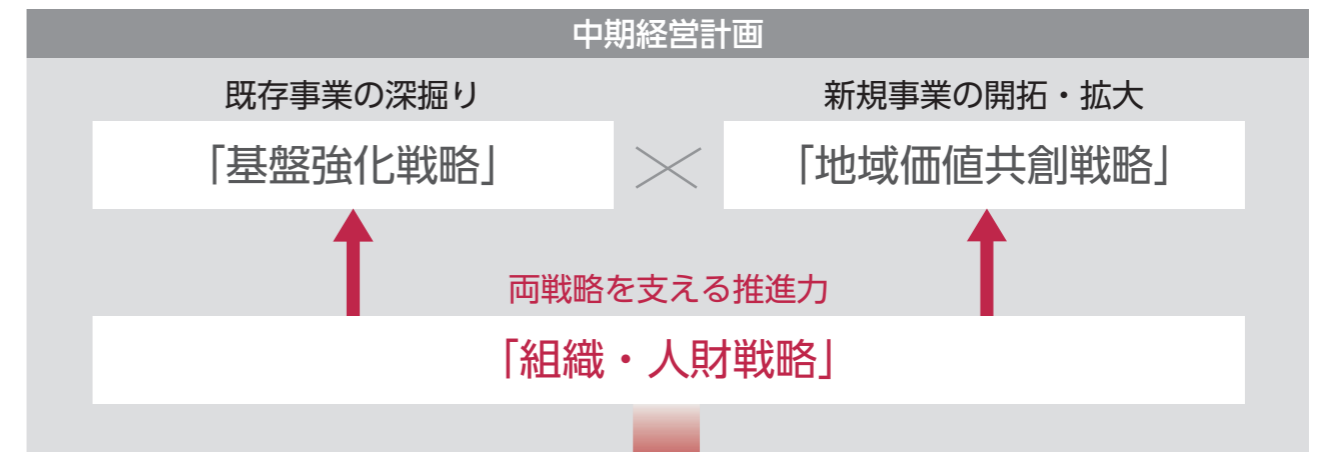 中期経営計画
既存事業の深掘り
新規事業の開拓・拡大
「基盤強化戦略」
「地域価値共創戦略」
両戦略を支える推進力
「組織・人財戦略」